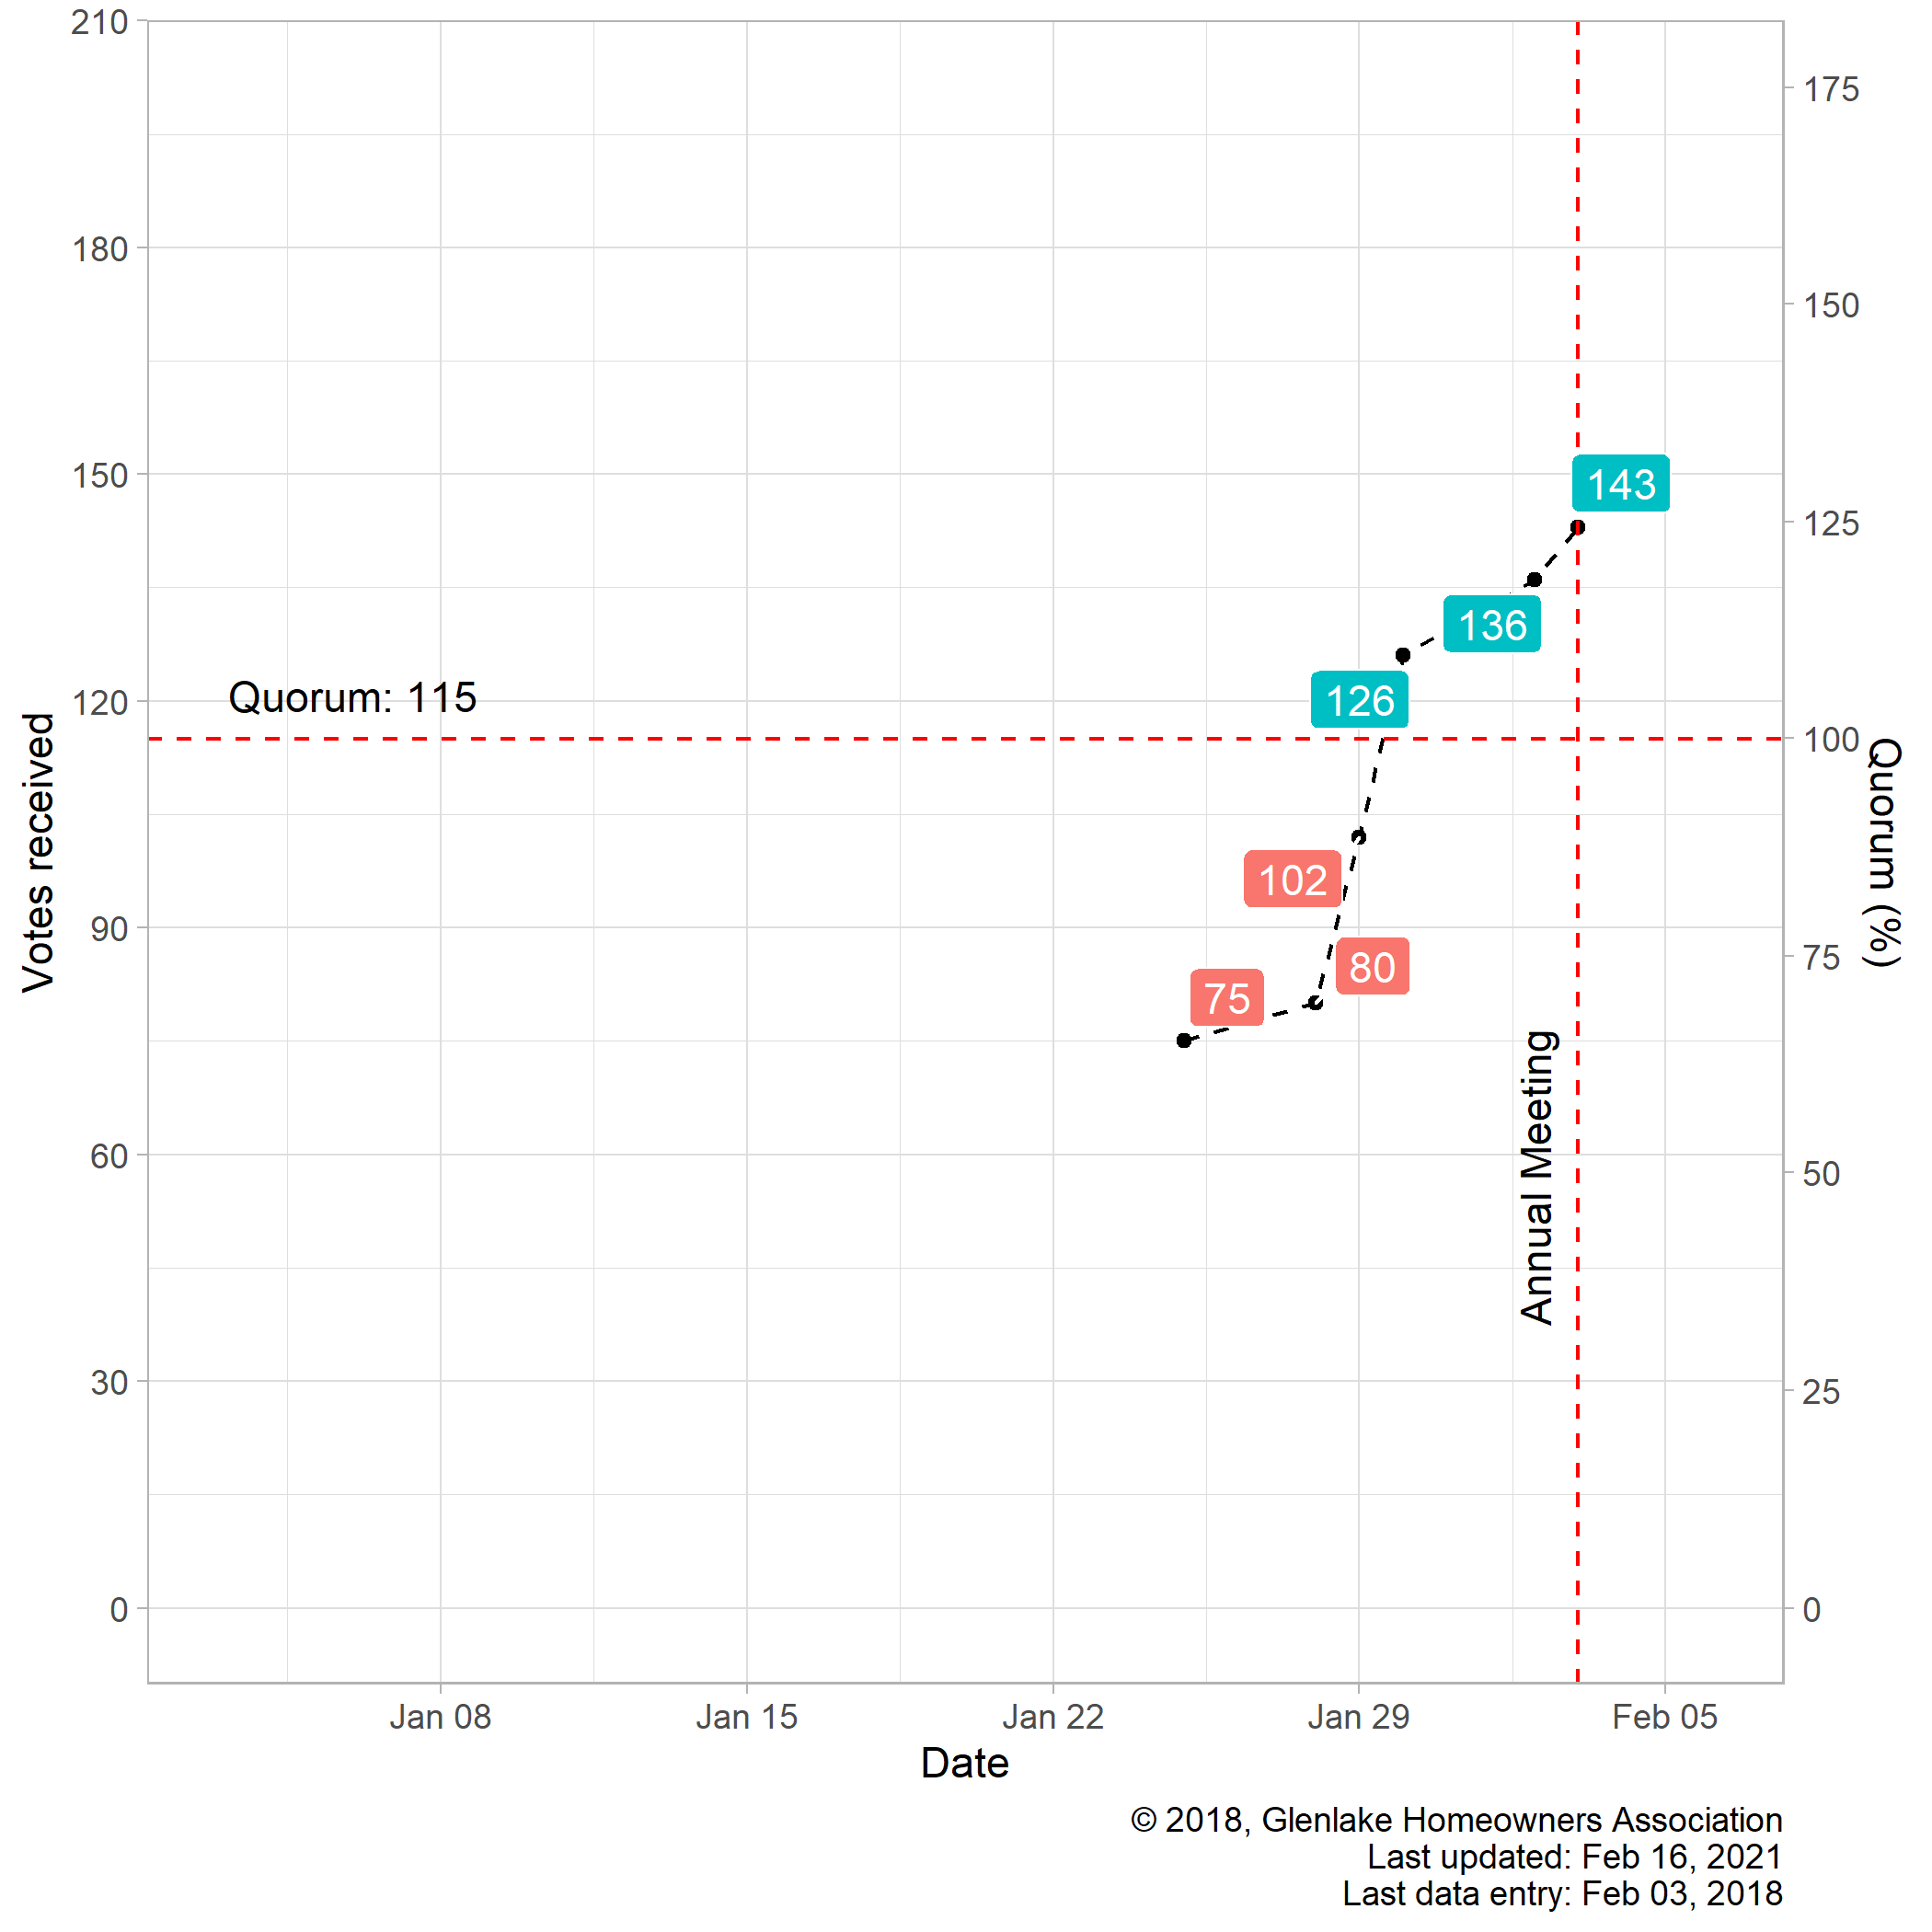 210
180
150
120
90
60
30
0
Votes received
175
150
125
100
75
50
25
0
Quorum (%)
Quorum: 115
143
136
126
102
80
75
Annual Meeting
Jan 08
Jan 15
Jan 22
Jan 29
Feb 05
Date
© 2018, Glenlake Homeowners Association
Last updated: Feb 16, 2021
Last data entry: Feb 03, 2018